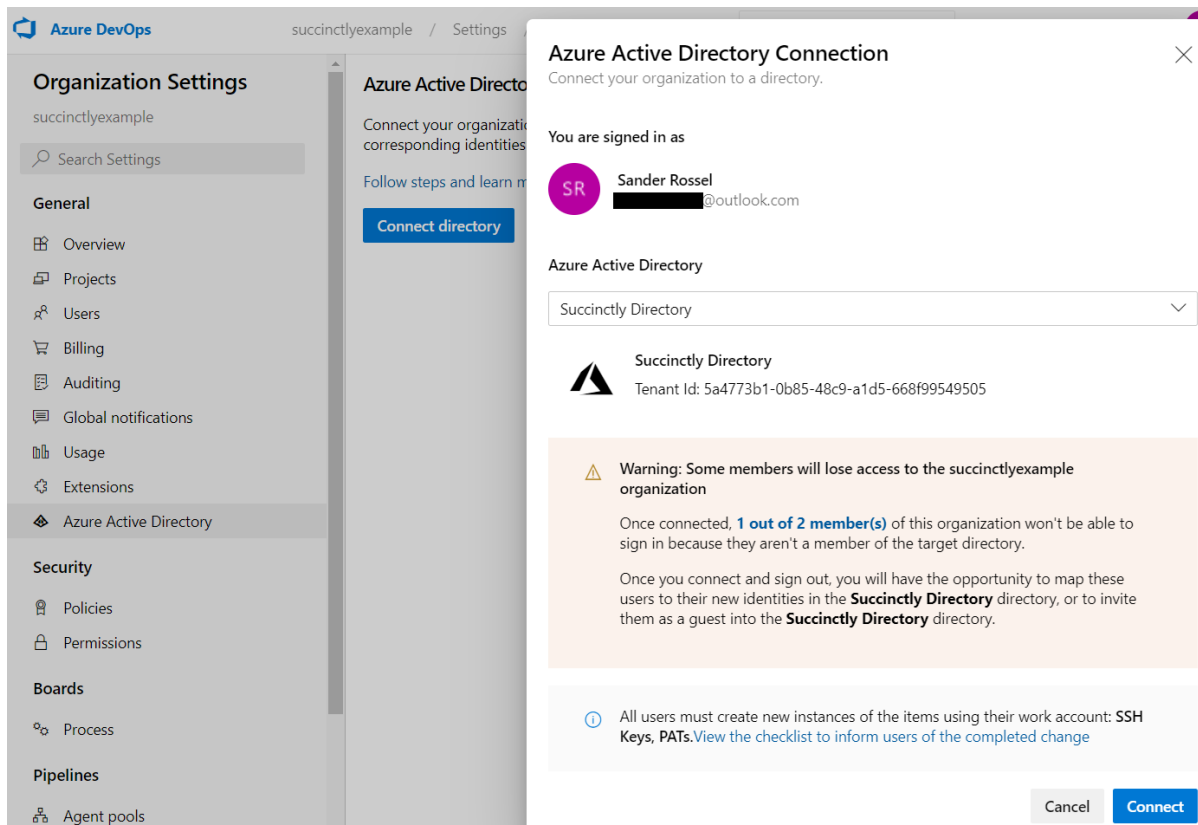 Azure DevOps
succinctlyexample / Settings /
Organization Settings
succinctlyexample
Search Settings
General
Overview
Projects
Users
Billing
Auditing
Global notifications
Usage
Extensions
Azure Active Directory
Security
Policies
Permissions
Boards
Process
Pipelines
Agent pools
Azure Active Directo
Connect your organizatio
corresponding identities
Follow steps and learn m
Connect directory
Azure Active Directory Connection
Connect your organization to a directory.
You are signed in as
SR
Sander Rossel
@outlook.com
Azure Active Directory
Succinctly Directory
Succinctly Directory
Tenant Id: 5a4773b1-0b85-48c9-a1d5-668f99549505
Warning: Some members will lose access to the succinctlyexample
organization
Once connected, 1 out of 2 member(s) of this organization won't be able to
sign in because they aren't a member of the target directory.
Once you connect and sign out, you will have the opportunity to map these
users to their new identities in the Succinctly Directory directory, or to invite
them as a guest into the Succinctly Directory directory.
All users must create new instances of the items using their work account: SSH
Keys, PATs.View the checklist to inform users of the completed change
Cancel
Connect